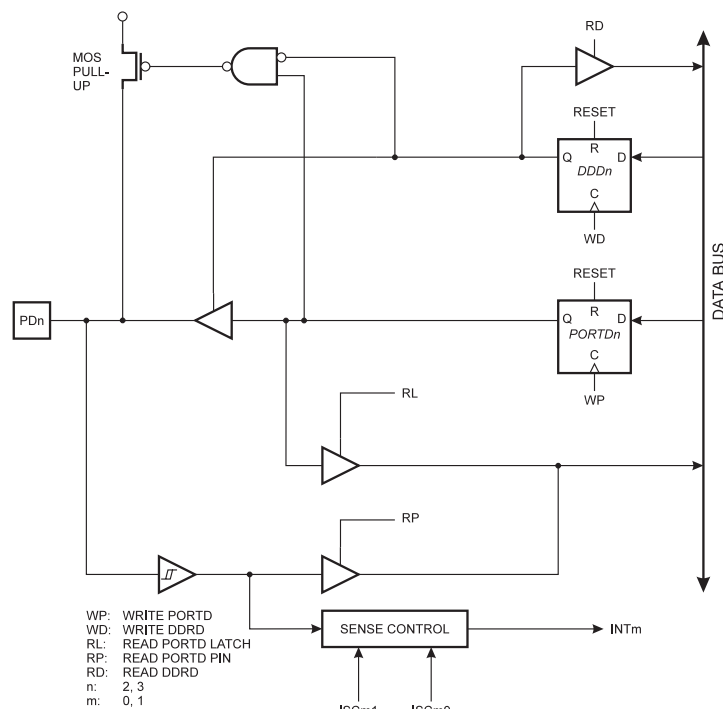 RD
MOS
PULL-
UP
RESET
R
Q
D
DDDn
C
WD
DATA BUS
RESET
R
PDn
Q
D
PORTDn
C
WP
RL
RP
WP: WRITE PORTD
WD: WRITE DDRD
RL: READ PORTD LATCH
RP: READ PORTD PIN
RD: READ DDRD
n: 2, 3
m: 0, 1
SENSE CONTROL
INTm
ISCm1
ISCm0